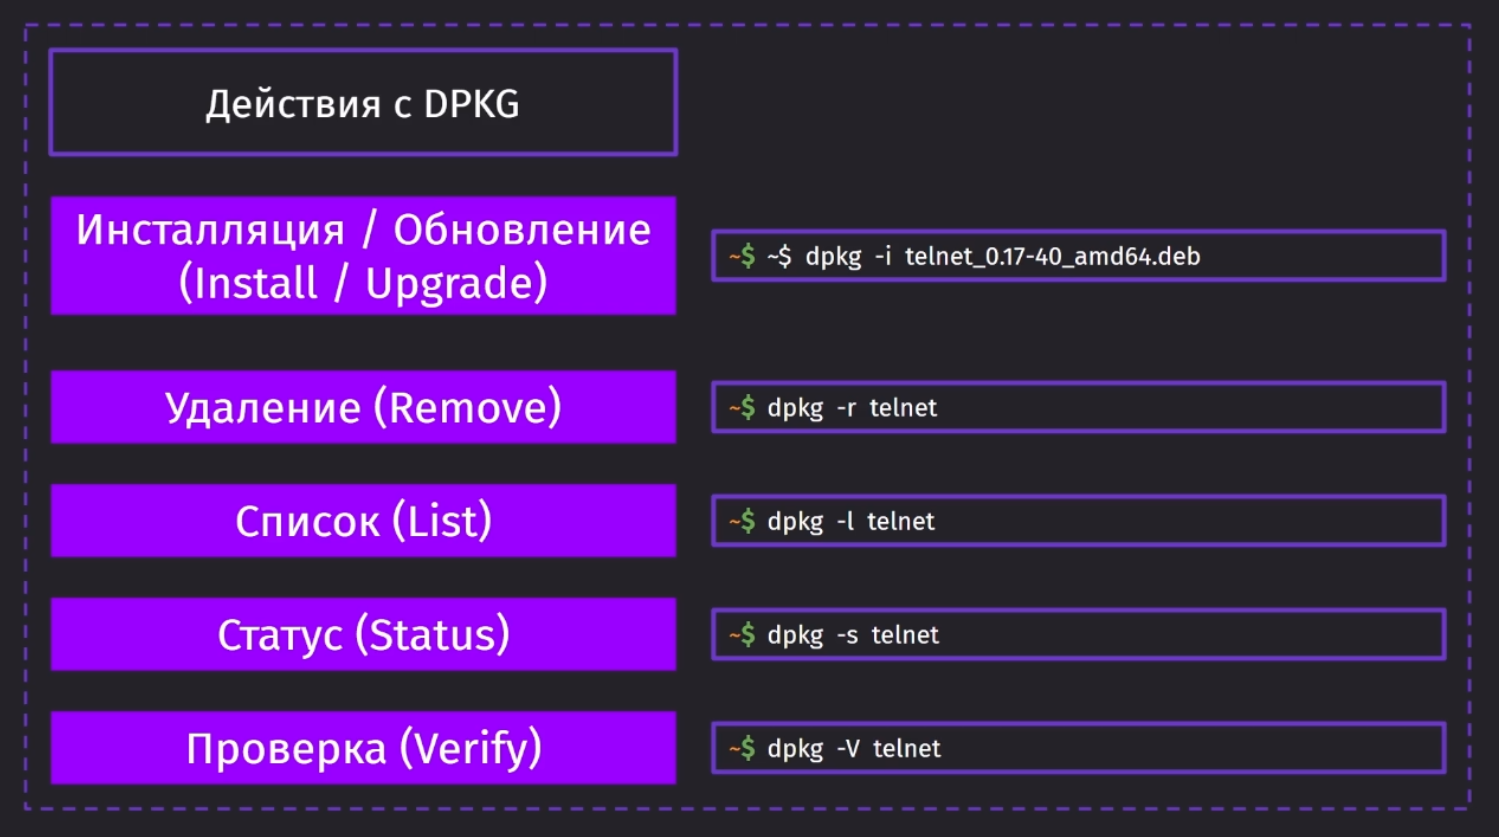 Действия с DPKG
Инсталляция / Обновление
(Install / Upgrade)
~$ ~$ dpkg -i telnet_0.17-40_amd64.deb
Удаление (Remove)
~$ dpkg -r telnet
Список (List)
~$ dpkg -l telnet
Статус (Status)
~$ dpkg -s telnet
Проверка (Verify)
~$ dpkg -V telnet